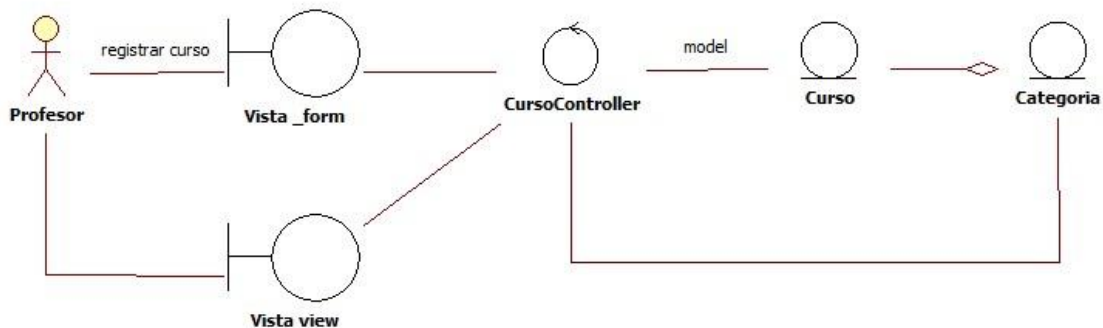 registrar curso
model
Profesor
Vista _form
CursoController
Curso
Categoria
Vista view